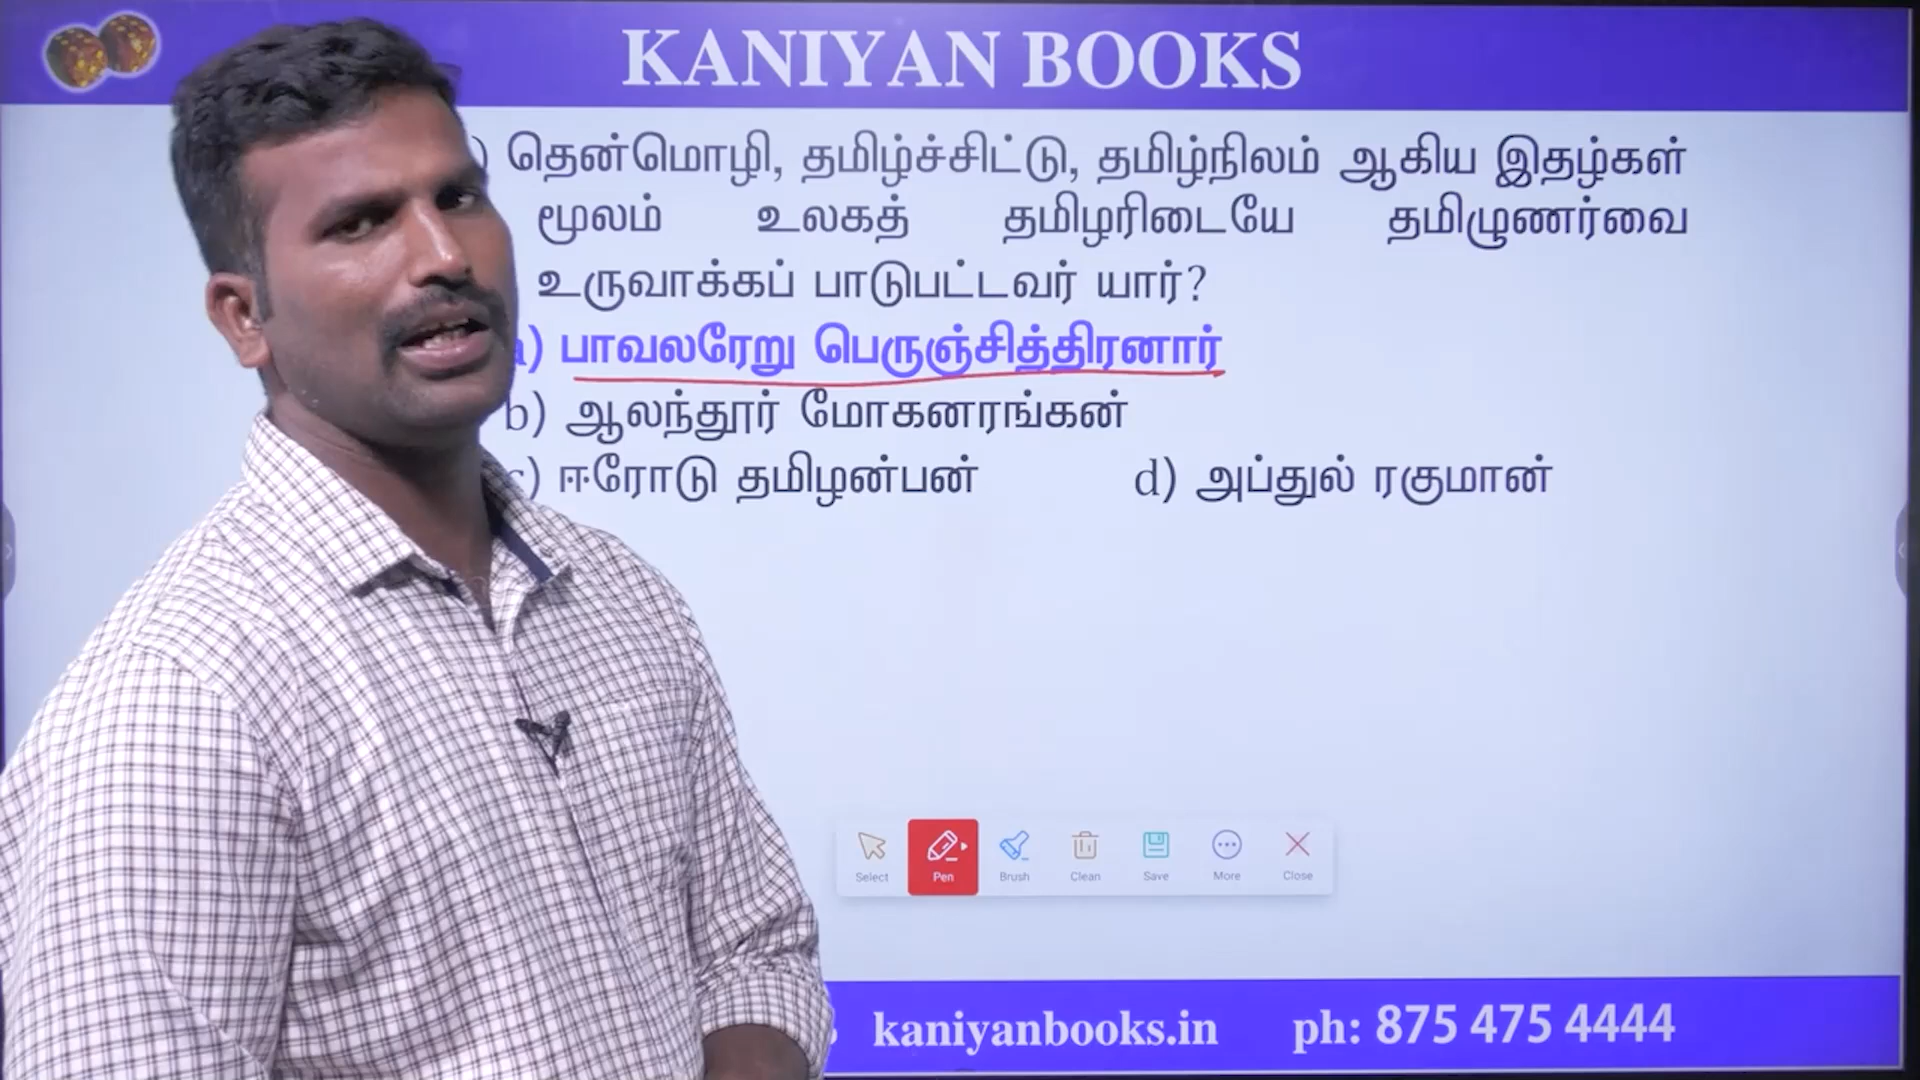 KANIYAN BOOKS
) தென்மொழி, தமிழ்ச்சிட்டு, தமிழ்நிலம் ஆகிய இதழ்கள்
மூலம் உலகத் தமிழரிடையே தமிழுணர்வை
உருவாக்கப் பாடுபட்டவர் யார்?
a) பாவலரேறு பெருஞ்சித்திரனார்
b) ஆலந்தூர் மோகனரங்கன்
c) ஈரோடு தமிழன்பன் d) அப்துல் ரகுமான்
Select Pen Brush Clean Save More Close
kaniyanbooks.in ph: 875 475 4444